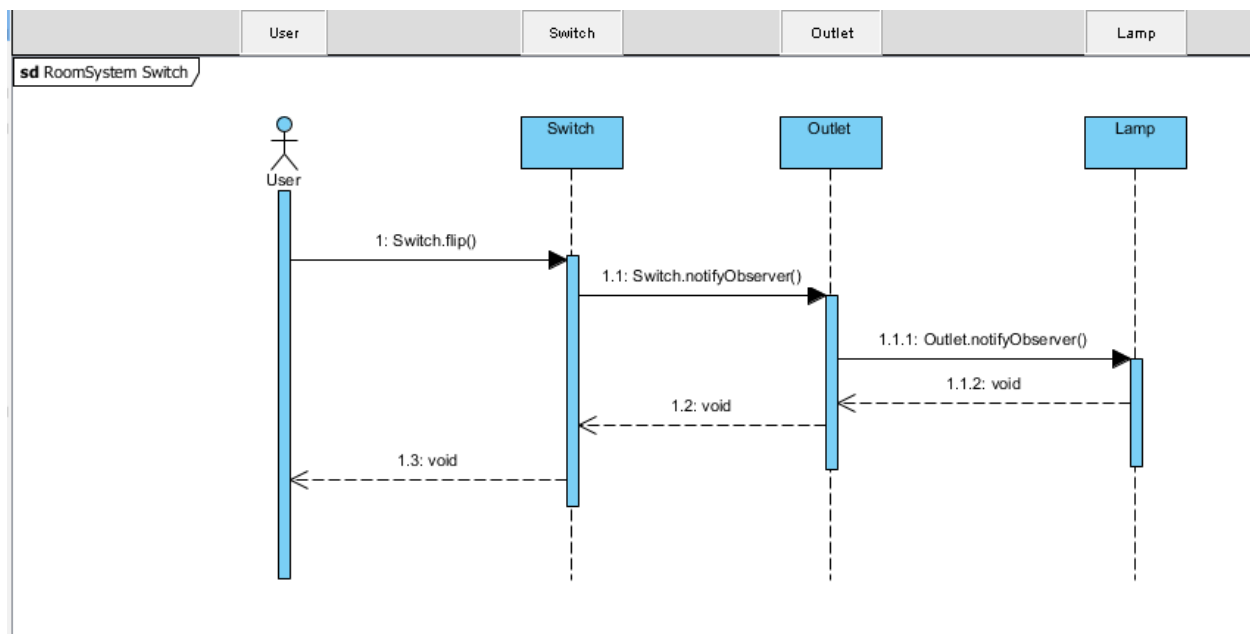 User Switch Outlet Lamp
sd RoomSystem Switch
Switch Outlet Lamp
User
1: Switch.flip()
1.1: Switch.notifyObserver()
1.1.1: Outlet.notifyObserver()
1.1.2: void
1.2: void
1.3: void